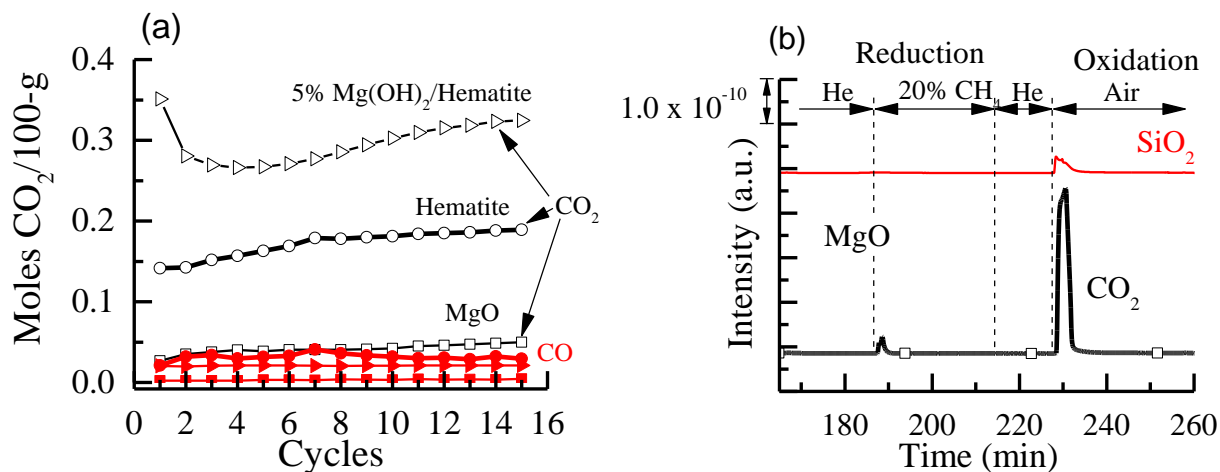 (a)
0.4
0.3
0.2
0.1
0.0
Moles CO2/100-g
5% Mg(OH)2/Hematite
Hematite
CO2
MgO
CO
0 2 4 6 8 10 12 14 16
Cycles
(b)
Reduction Oxidation
He 20% CH4 He Air
1.0 x 10-10
SiO2
MgO
CO2
Intensity (a.u.)
180 200 220 240 260
Time (min)